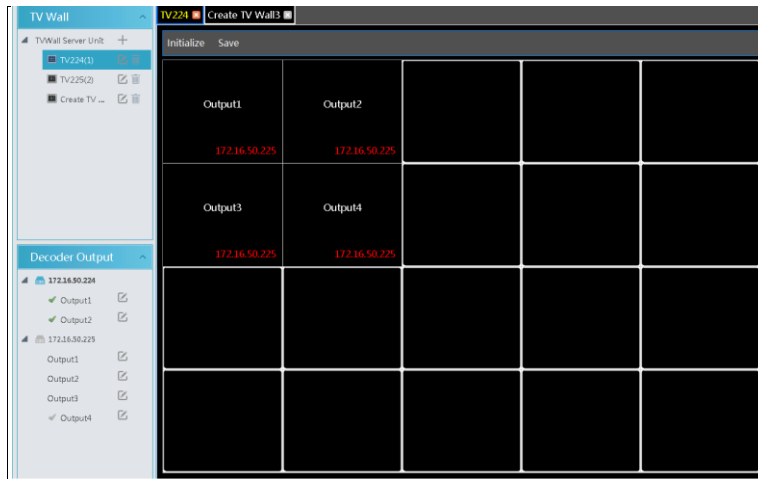 TV Wall
TV224 Create TV Wall3
TVWall Server Unit
Initialize Save
TV224(1)
TV225(2)
Create TV ...
Output1 Output2
172.16.50.225 172.16.50.225
Output3 Output4
172.16.50.225 172.16.50.225
Decoder Output
172.16.50.224
Output1
Output2
172.16.50.225
Output1
Output2
Output3
Output4